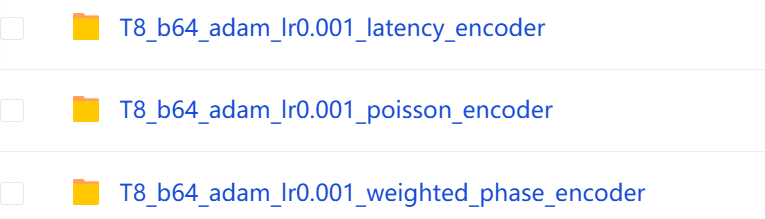 T8_b64_adam_lr0.001_latency_encoder
T8_b64_adam_lr0.001_poisson_encoder
T8_b64_adam_lr0.001_weighted_phase_encoder